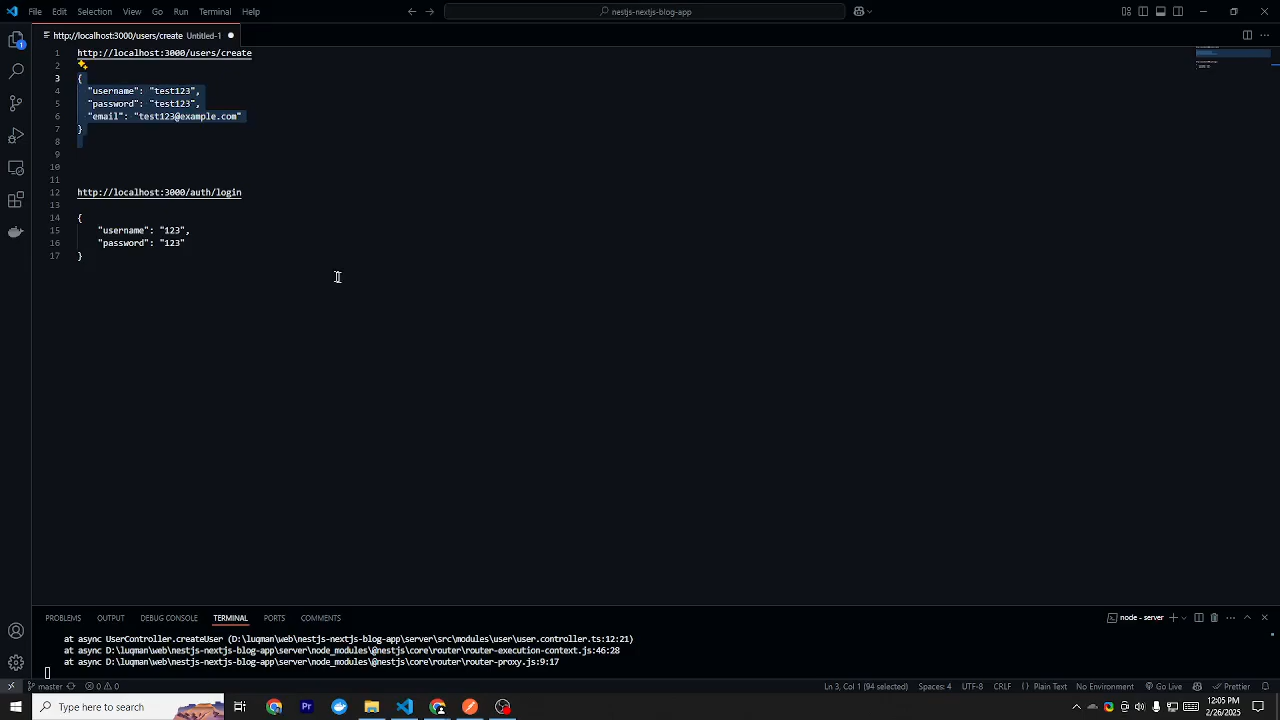 File Edit Selection View Go Run Terminal Help
nestjs-nextjs-blog-app
http://localhost:3000/users/create Untitled-1
1 http://localhost:3000/users/create
2
3 {
4 "username": "test123",
5 "password": "test123",
6 "email": "test123@example.com"
7 }
8
9
10
11
12 http://localhost:3000/auth/login
13
14 {
15 "username": "123",
16 "password": "123"
17 }
PROBLEMS OUTPUT DEBUG CONSOLE TERMINAL PORTS COMMENTS
node - server
at async UserController.createUser (D:\luqman\web\nestjs-nextjs-blog-app\server\src\modules\user\user.controller.ts:12:21)
at async D:\luqman\web\nestjs-nextjs-blog-app\server\node_modules\@nestjs\core\router\router-execution-context.js:46:28
at async D:\luqman\web\nestjs-nextjs-blog-app\server\node_modules\@nestjs\core\router\router-proxy.js:9:17
master 0 0 Ln 3, Col 1 (94 selected) Spaces: 4 UTF-8 CRLF {} Plain Text No Environment Go Live Prettier
Type here to search
Pr
12:05 PM
2/26/2025